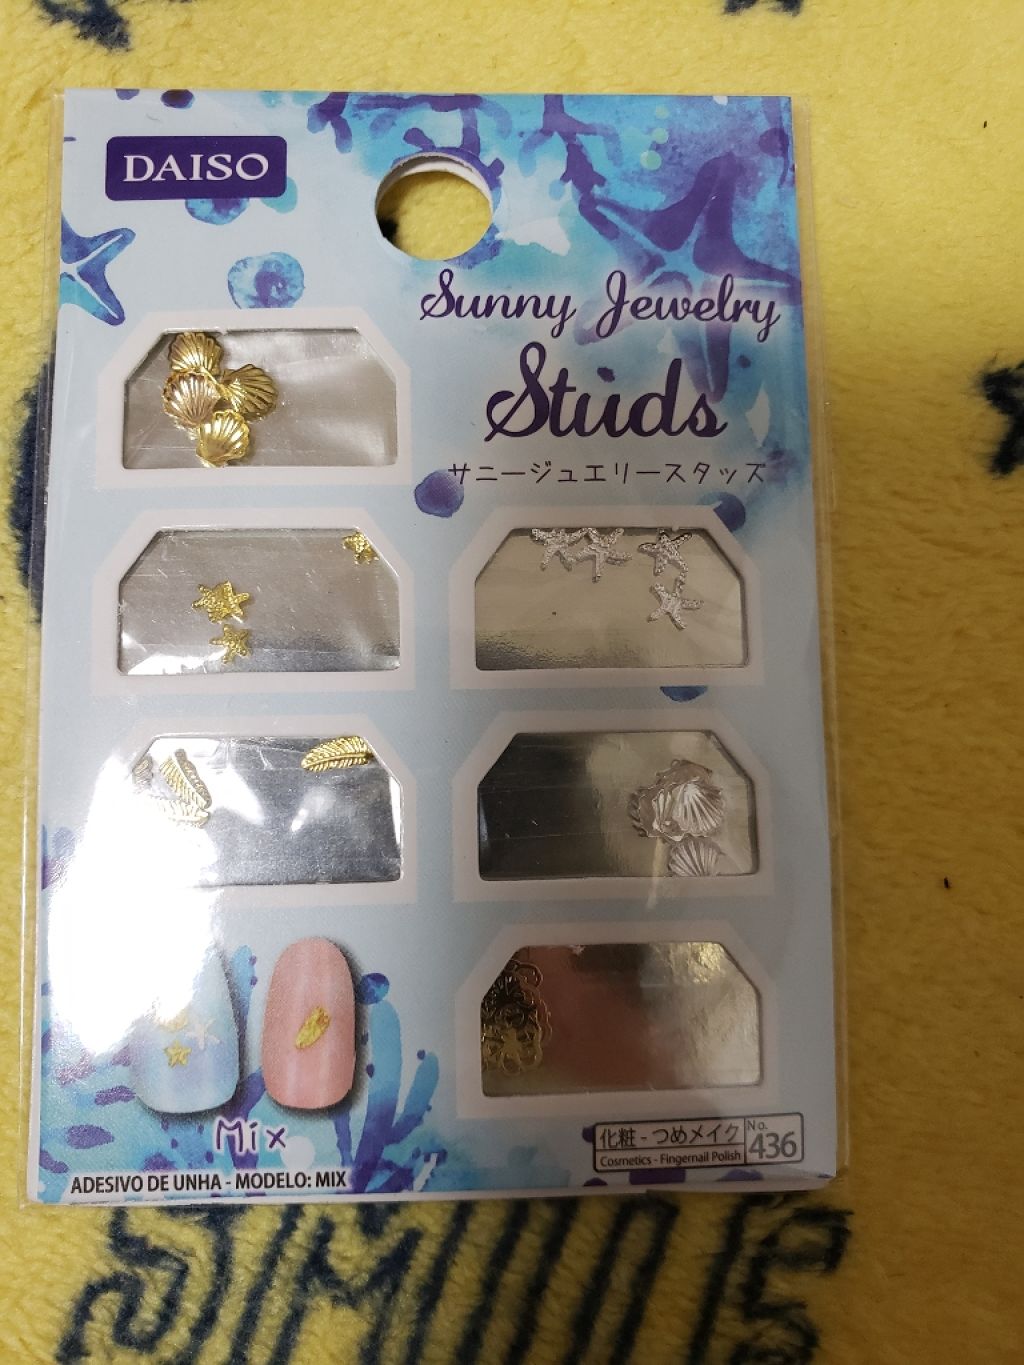 DAISO
Sunny Jewelry
Studs
サニージュエリースタッズ
Mix
ADESIVO DE UNHA - MODELO: MIX
化粧 - つめメイク
Cosmetics - Fingernail Polish
No.
436